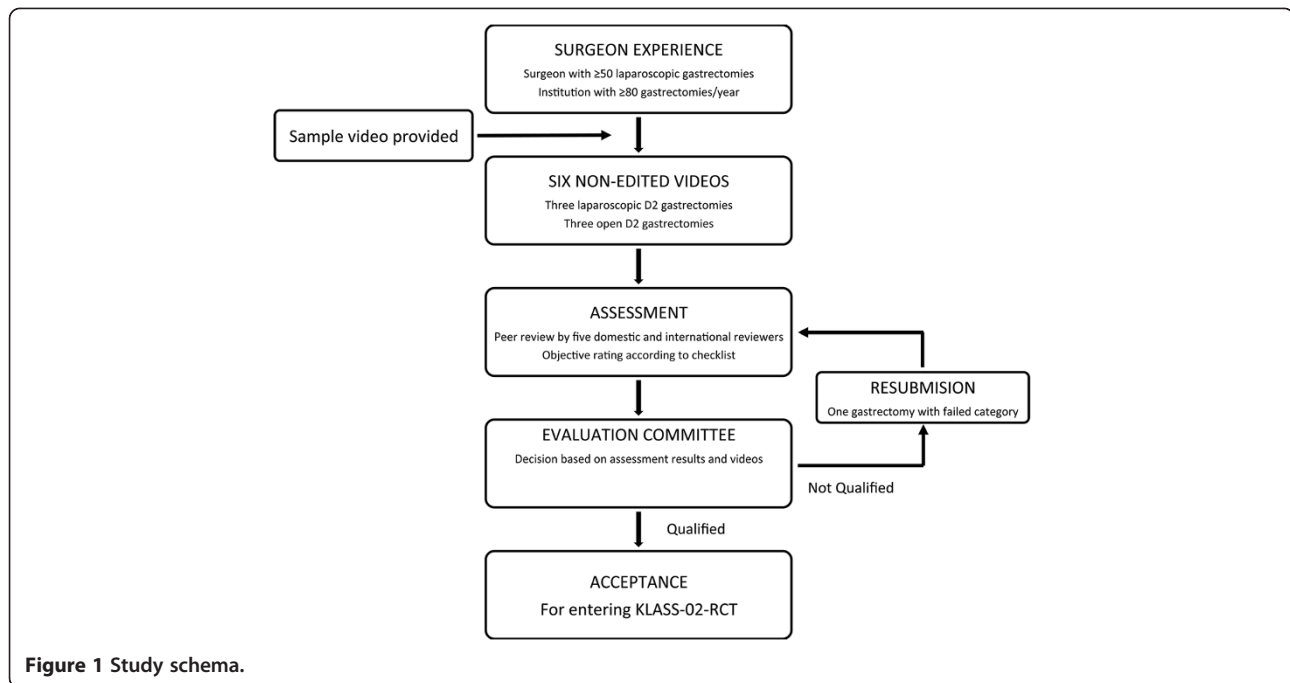 SURGEON EXPERIENCE
Surgeon with ≥50 laparoscopic gastrectomies
Institution with ≥80 gastrectomies/year
Sample video provided
SIX NON-EDITED VIDEOS
Three laparoscopic D2 gastrectomies
Three open D2 gastrectomies
ASSESSMENT
Peer review by five domestic and international reviewers
Objective rating according to checklist
RESUBMISION
One gastrectomy with failed category
EVALUATION COMMITTEE
Decision based on assessment results and videos
Not Qualified
Qualified
ACCEPTANCE
For entering KLASS-02-RCT
Figure 1 Study schema.